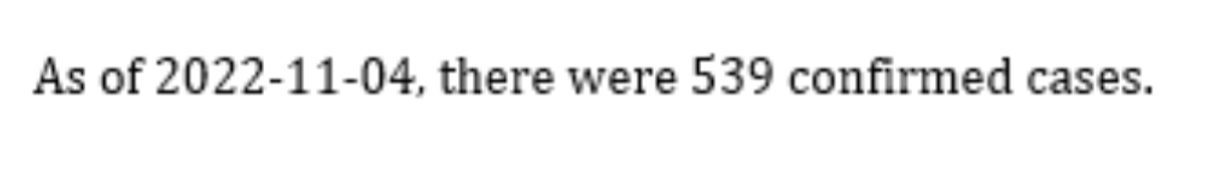 As of 2022-11-04, there were 539 confirmed cases.